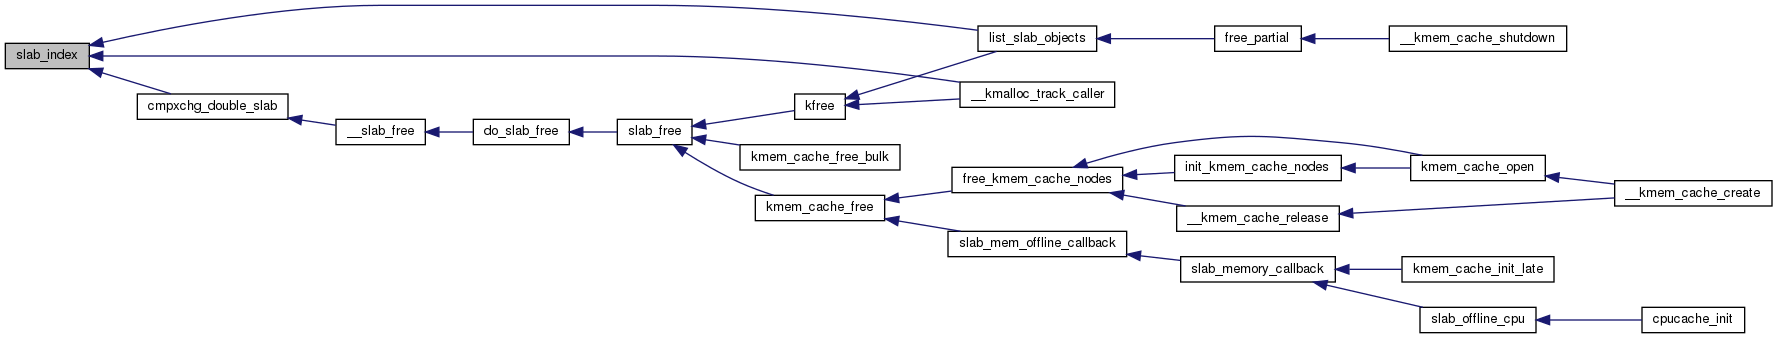 slab_index
list_slab_objects
free_partial
__kmem_cache_shutdown
cmpxchg_double_slab
__kmalloc_track_caller
kfree
__slab_free
do_slab_free
slab_free
kmem_cache_free_bulk
free_kmem_cache_nodes
init_kmem_cache_nodes
kmem_cache_open
__kmem_cache_create
kmem_cache_free
__kmem_cache_release
slab_mem_offline_callback
slab_memory_callback
kmem_cache_init_late
slab_offline_cpu
cpucache_init